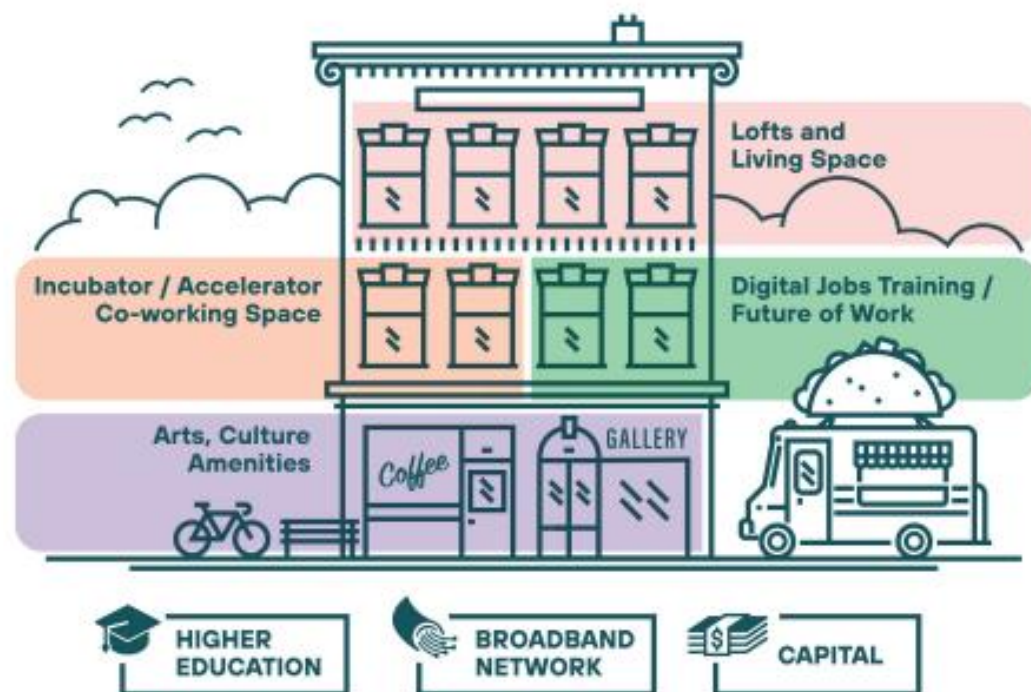 Lofts and
Living Space
Incubator / Accelerator
Co-working Space
Digital Jobs Training /
Future of Work
Arts, Culture
Amenities
Coffee
GALLERY
$
HIGHER
EDUCATION
BROADBAND
NETWORK
CAPITAL